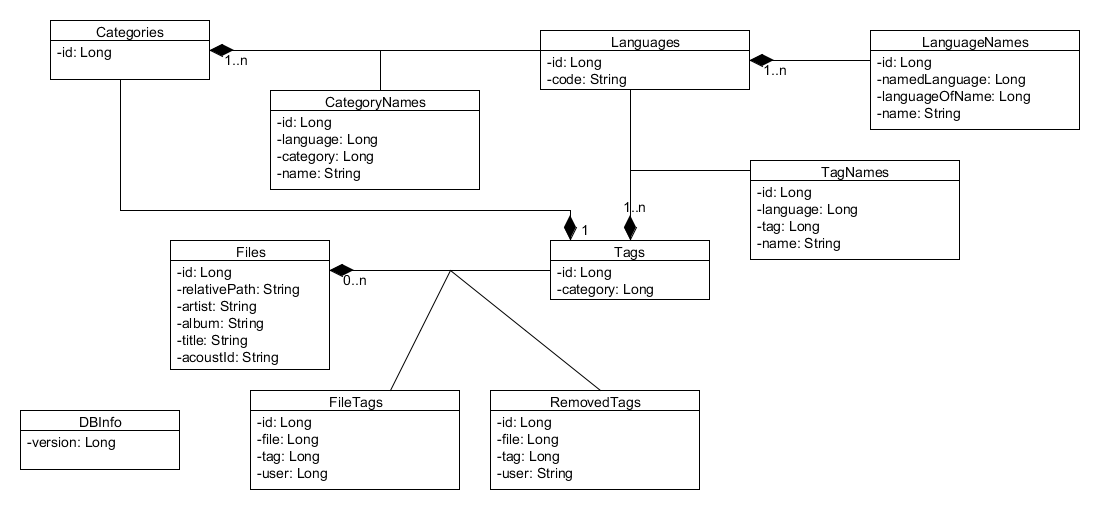 Categories
-id: Long
1..n
Languages
-id: Long
-code: String
1..n
LanguageNames
-id: Long
-namedLanguage: Long
-languageOfName: Long
-name: String
CategoryNames
-id: Long
-language: Long
-category: Long
-name: String
TagNames
-id: Long
-language: Long
-tag: Long
-name: String
1..n
1
Files
-id: Long
-relativePath: String
-artist: String
-album: String
-title: String
-acoustId: String
0..n
Tags
-id: Long
-category: Long
FileTags
-id: Long
-file: Long
-tag: Long
-user: Long
RemovedTags
-id: Long
-file: Long
-tag: Long
-user: String
DBInfo
-version: Long